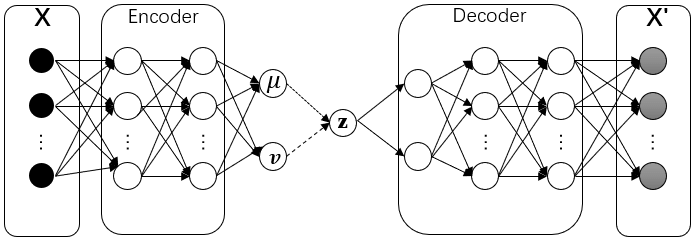 X
Encoder
Decoder
X'
μ
ν
z